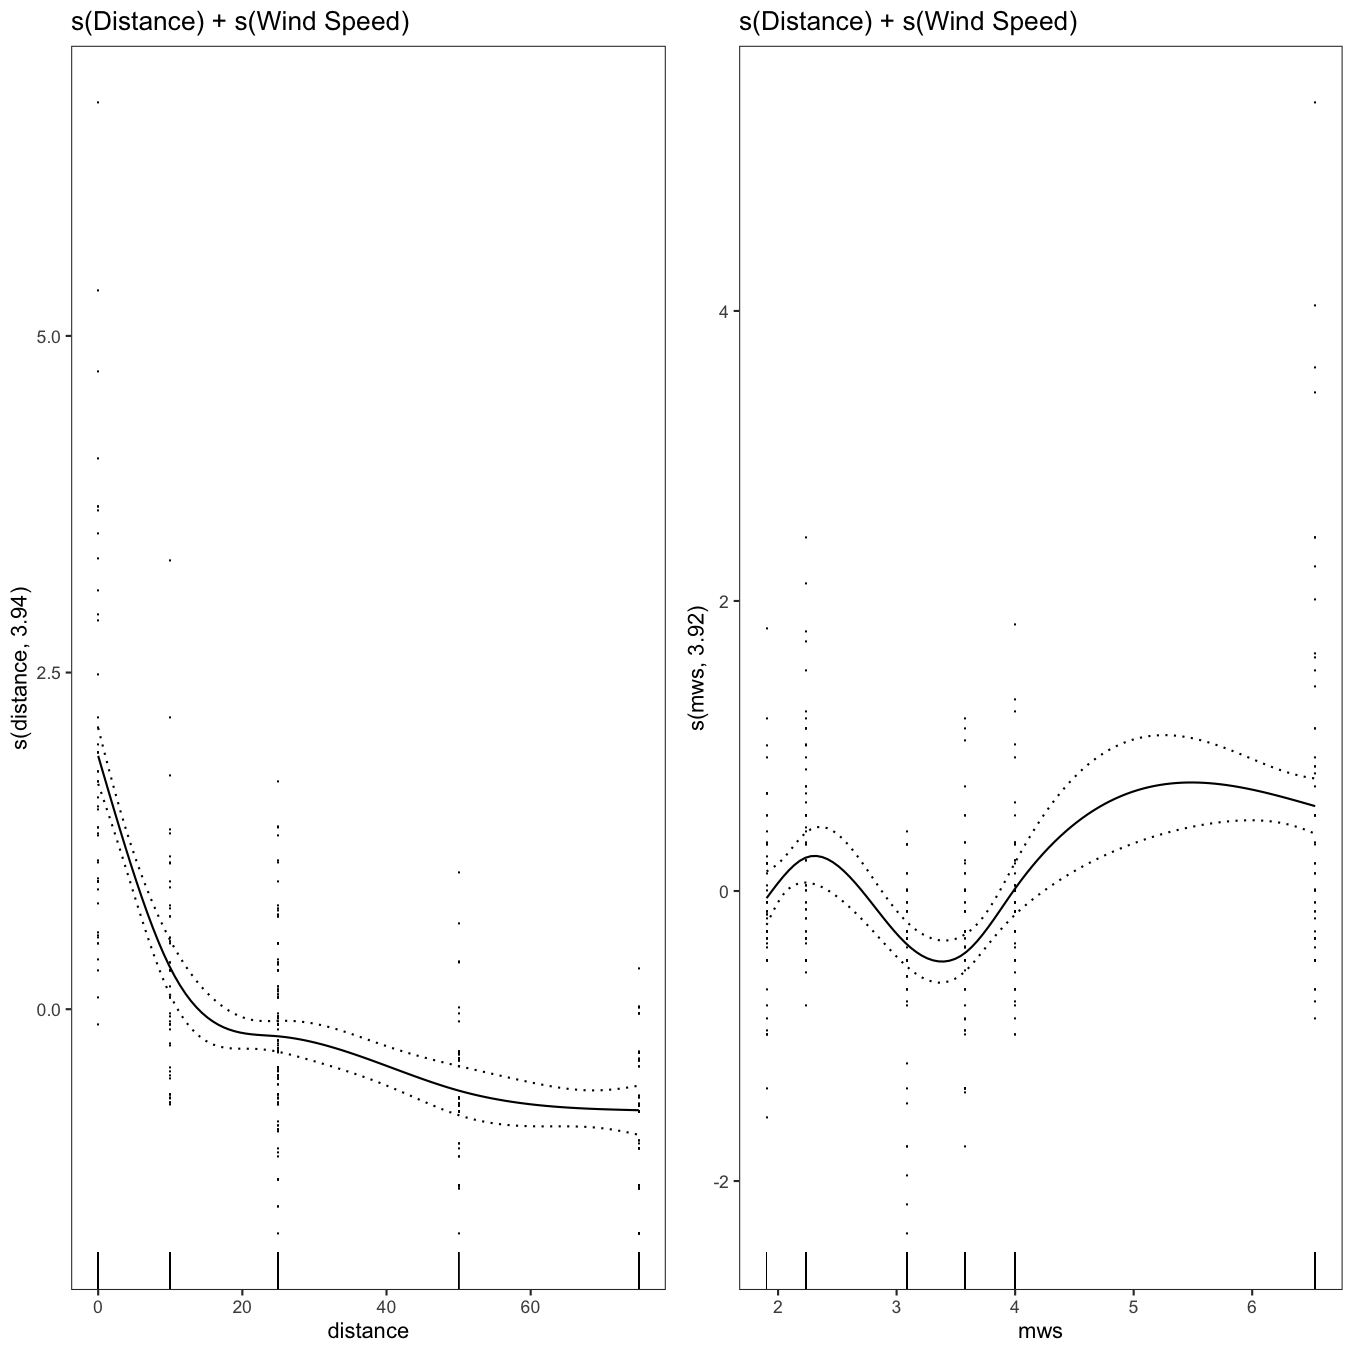 s(Distance) + s(Wind Speed)
s(distance, 3.94)
5.0
2.5
0.0
0 20 40 60
distance
s(Distance) + s(Wind Speed)
s(mws, 3.92)
4
2
0
-2
2 3 4 5 6
mws